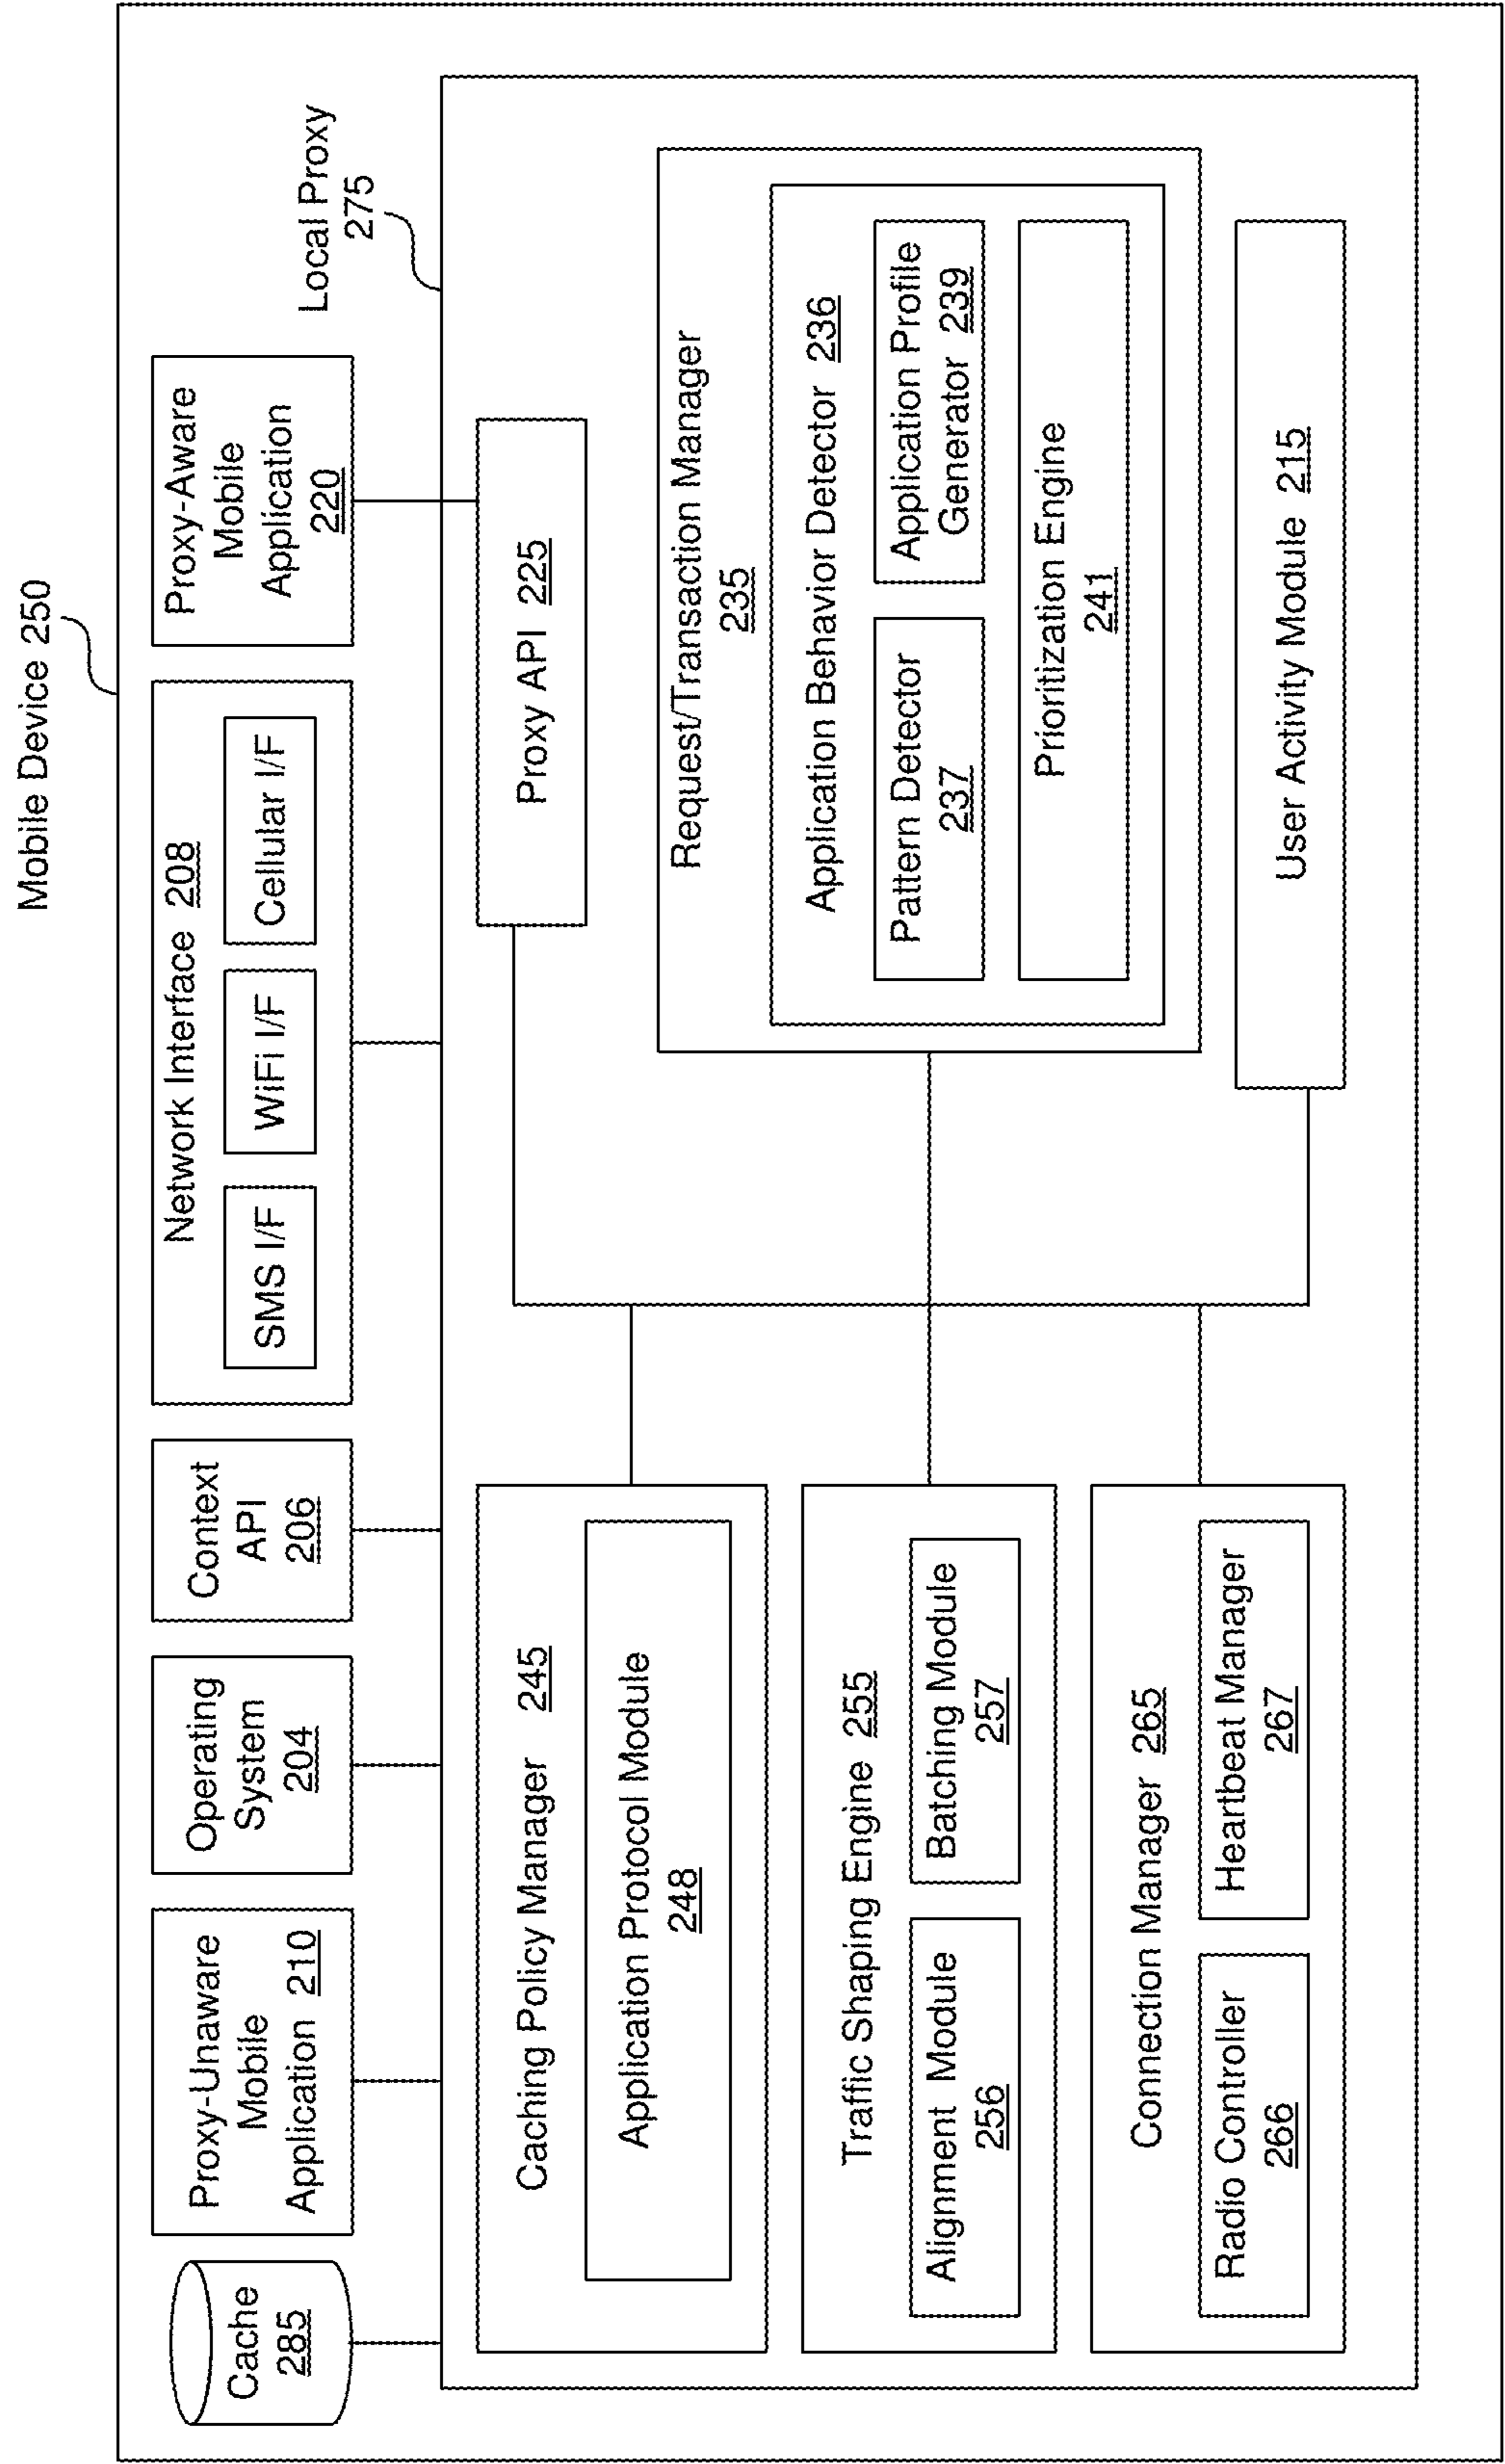 Mobile Device 250
Cache
285
Proxy-Unaware
Mobile
Application 210
Operating
System
204
Context
API
206
Network Interface 208
SMS I/F
WiFi I/F
Cellular I/F
Proxy-Aware
Mobile
Application
220
Local Proxy
275
Caching Policy Manager 245
Application Protocol Module
248
Traffic Shaping Engine 255
Alignment Module
256
Batching Module
257
Connection Manager 265
Radio Controller
266
Heartbeat Manager
267
Proxy API 225
Request/Transaction Manager
235
Application Behavior Detector 236
Pattern Detector
237
Application Profile
Generator 239
Prioritization Engine
241
User Activity Module 215